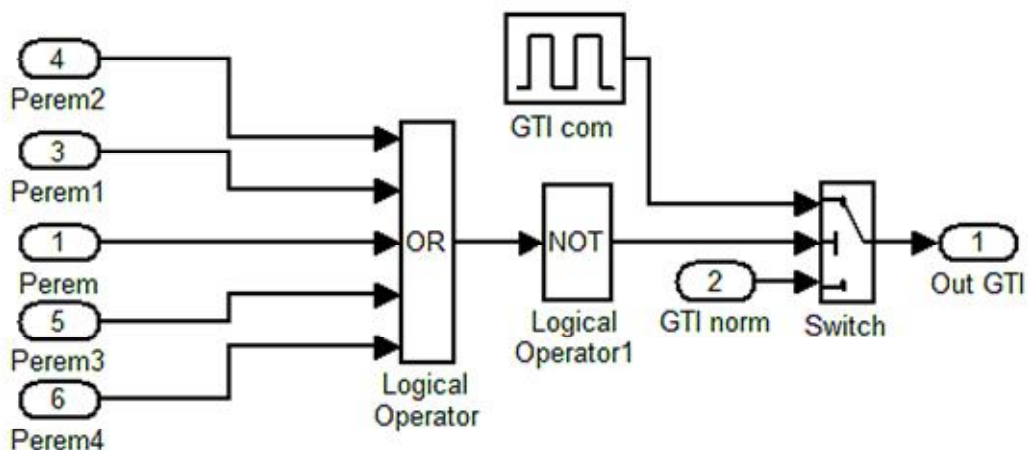 4
Perem2
3
Perem1
1
Perem
5
Perem3
6
Perem4
OR
Logical
Operator
GTI com
NOT
Logical
Operator1
2
GTI norm
Switch
1
Out GTI